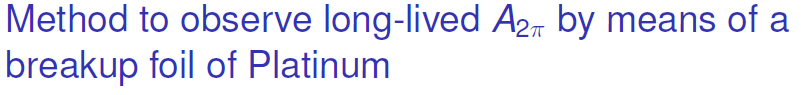 Method to observe long-lived A₂π by means of a
breakup foil of Platinum